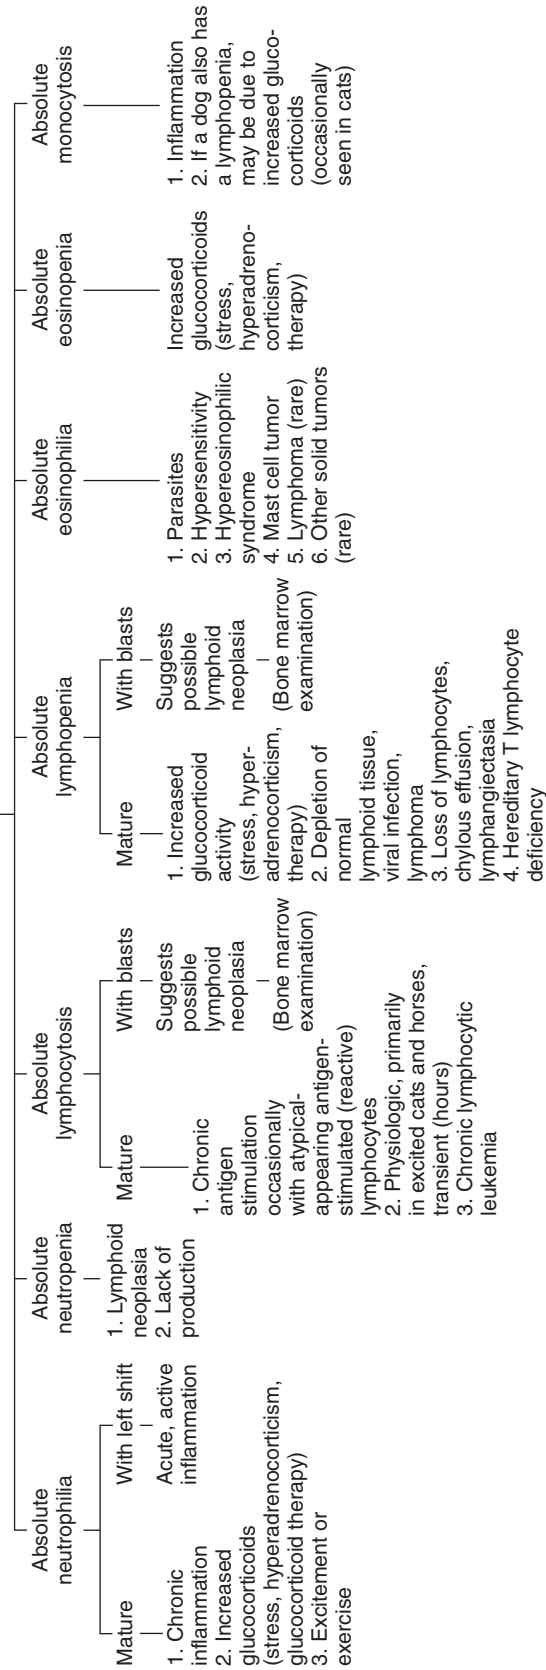 Absolute
neutrophilia
Mature
1. Chronic
inflammation
2. Increased
glucocorticoids
(stress, hyperadrenocorticism,
glucocorticoid therapy)
3. Excitement or
exercise
With left shift
Acute, active
inflammation
Absolute
neutropenia
1. Lymphoid
neoplasia
2. Lack of
production
Absolute
lymphocytosis
Mature
1. Chronic
antigen
stimulation
occasionally
with atypical-
appearing antigen-
stimulated (reactive)
lymphocytes
2. Physiologic, primarily
in excited cats and horses,
transient (hours)
3. Chronic lymphocytic
leukemia
With blasts
Suggests
possible
lymphoid
neoplasia
(Bone marrow
examination)
Absolute
lymphopenia
Mature
1. Increased
glucocorticoid
activity
(stress, hyper-
adrenocorticism,
therapy)
2. Depletion of
normal
lymphoid tissue,
viral infection,
lymphoma
3. Loss of lymphocytes,
chylous effusion,
lymphangiectasia
4. Hereditary T lymphocyte
deficiency
With blasts
Suggests
possible
lymphoid
neoplasia
(Bone marrow
examination)
Absolute
eosinophilia
1. Parasites
2. Hypersensitivity
3. Hypereosinophilic
syndrome
4. Mast cell tumor
5. Lymphoma (rare)
6. Other solid tumors
(rare)
Absolute
eosinopenia
Increased
glucocorticoids
(stress,
hyperadreno-
corticism,
therapy)
Absolute
monocytosis
1. Inflammation
2. If a dog also has
a lymphopenia,
may be due to
increased gluco-
corticoids
(occasionally
seen in cats)